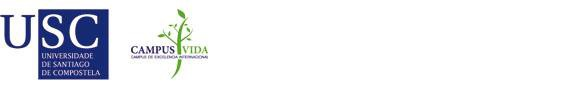 USC
UNIVERSIDADE
DE SANTIAGO
DE COMPOSTELA
CAMPUS VIDA
CAMPUS DE EXCELENCIA INTERNACIONAL